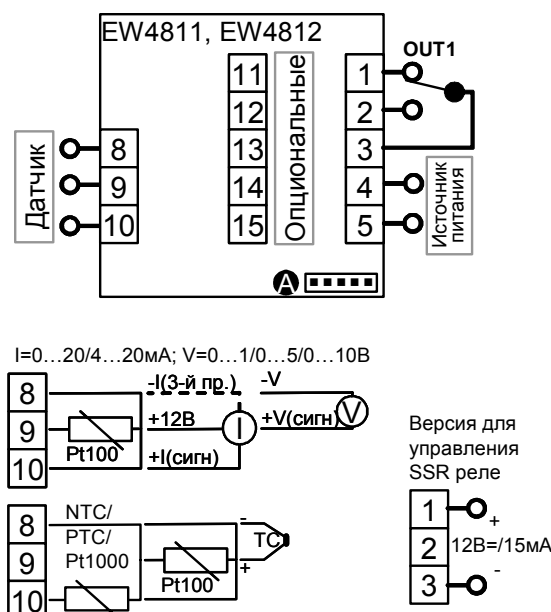 EW4811, EW4812
OUT1
11
12
13
14
15
Опциональные
1
2
3
4
5
Датчик
8
9
10
Источник
питания
A
I=0…20/4…20мА; V=0…1/0…5/0…10В
8
9
10
Pt100
-I(3-й пр.)
+12В
+I(сигн)
I
-V
+V(сигн)
V
Версия для
управления
SSR реле
1
2
3
+
12В=/15мА
-
8
9
10
NTC/
PTC/
Pt1000
Pt100
-
TC
+